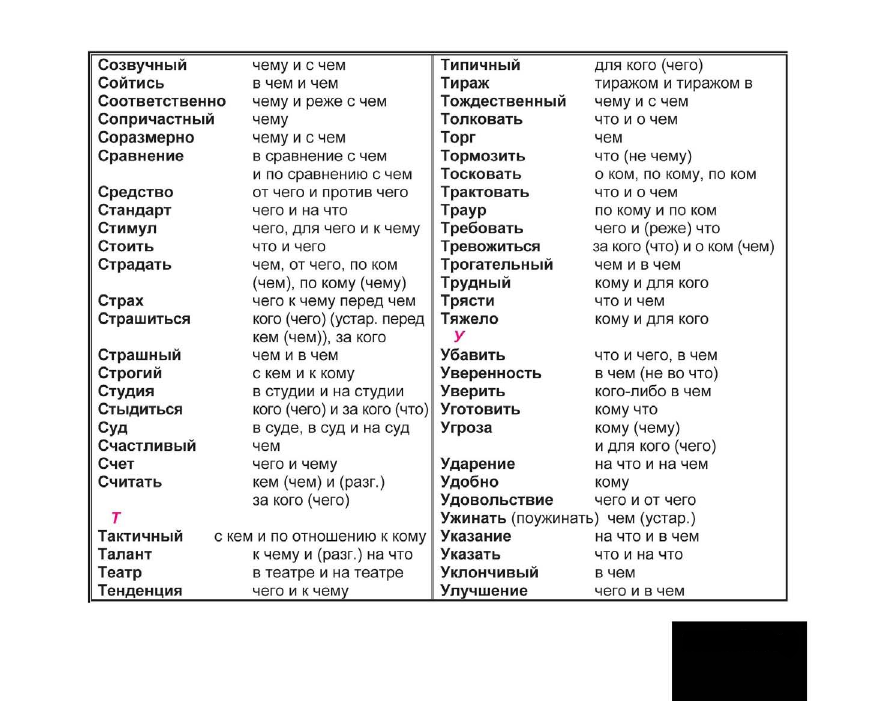 Созвучный чему и с чем
Сойтись в чем и чем
Соответственно чему и реже с чем
Сопричастный чему
Соразмерно чему и с чем
Сравнение в сравнение с чем
и по сравнению с чем
Средство от чего и против чего
Стандарт чего и на что
Стимул чего, для чего и к чему
Стоить что и чего
Страдать чем, от чего, по ком
(чем), по кому (чему)
Страх чего к чему перед чем
Страшиться кого (чего) (устар. перед
кем (чем)), за кого
Страшный чем и в чем
Строгий с кем и к кому
Студия в студии и на студии
Стыдиться кого (чего) и за кого (что)
Суд в суде, в суд и на суд
Счастливый чем
Счет чего и чему
Считать кем (чем) и (разг.)
за кого (чего)
Т
Тактичный с кем и по отношению к кому
Талант к чему и (разг.) на что
Театр в театре и на театре
Тенденция чего и к чему
Типичный для кого (чего)
Тираж тиражом и тиражом в
Тождественный чему и с чем
Толковать что и о чем
Торг чем
Тормозить что (не чему)
Тосковать о ком, по кому, по ком
Трактовать что и о чем
Траур по кому и по ком
Требовать чего и (реже) что
Тревожиться за кого (что) и о ком (чем)
Трогательный чем и в чем
Трудный кому и для кого
Трясти что и чем
Тяжело кому и для кого
У
Убавить что и чего, в чем
Уверенность в чем (не во что)
Уверить кого-либо в чем
Уготовить кому что
Угроза кому (чему)
и для кого (чего)
Ударение на что и на чем
Удобно кому
Удовольствие чего и от чего
Ужинать (поужинать) чем (устар.)
Указание на что и в чем
Указать что и на что
Уклончивый в чем
Улучшение чего и в чем